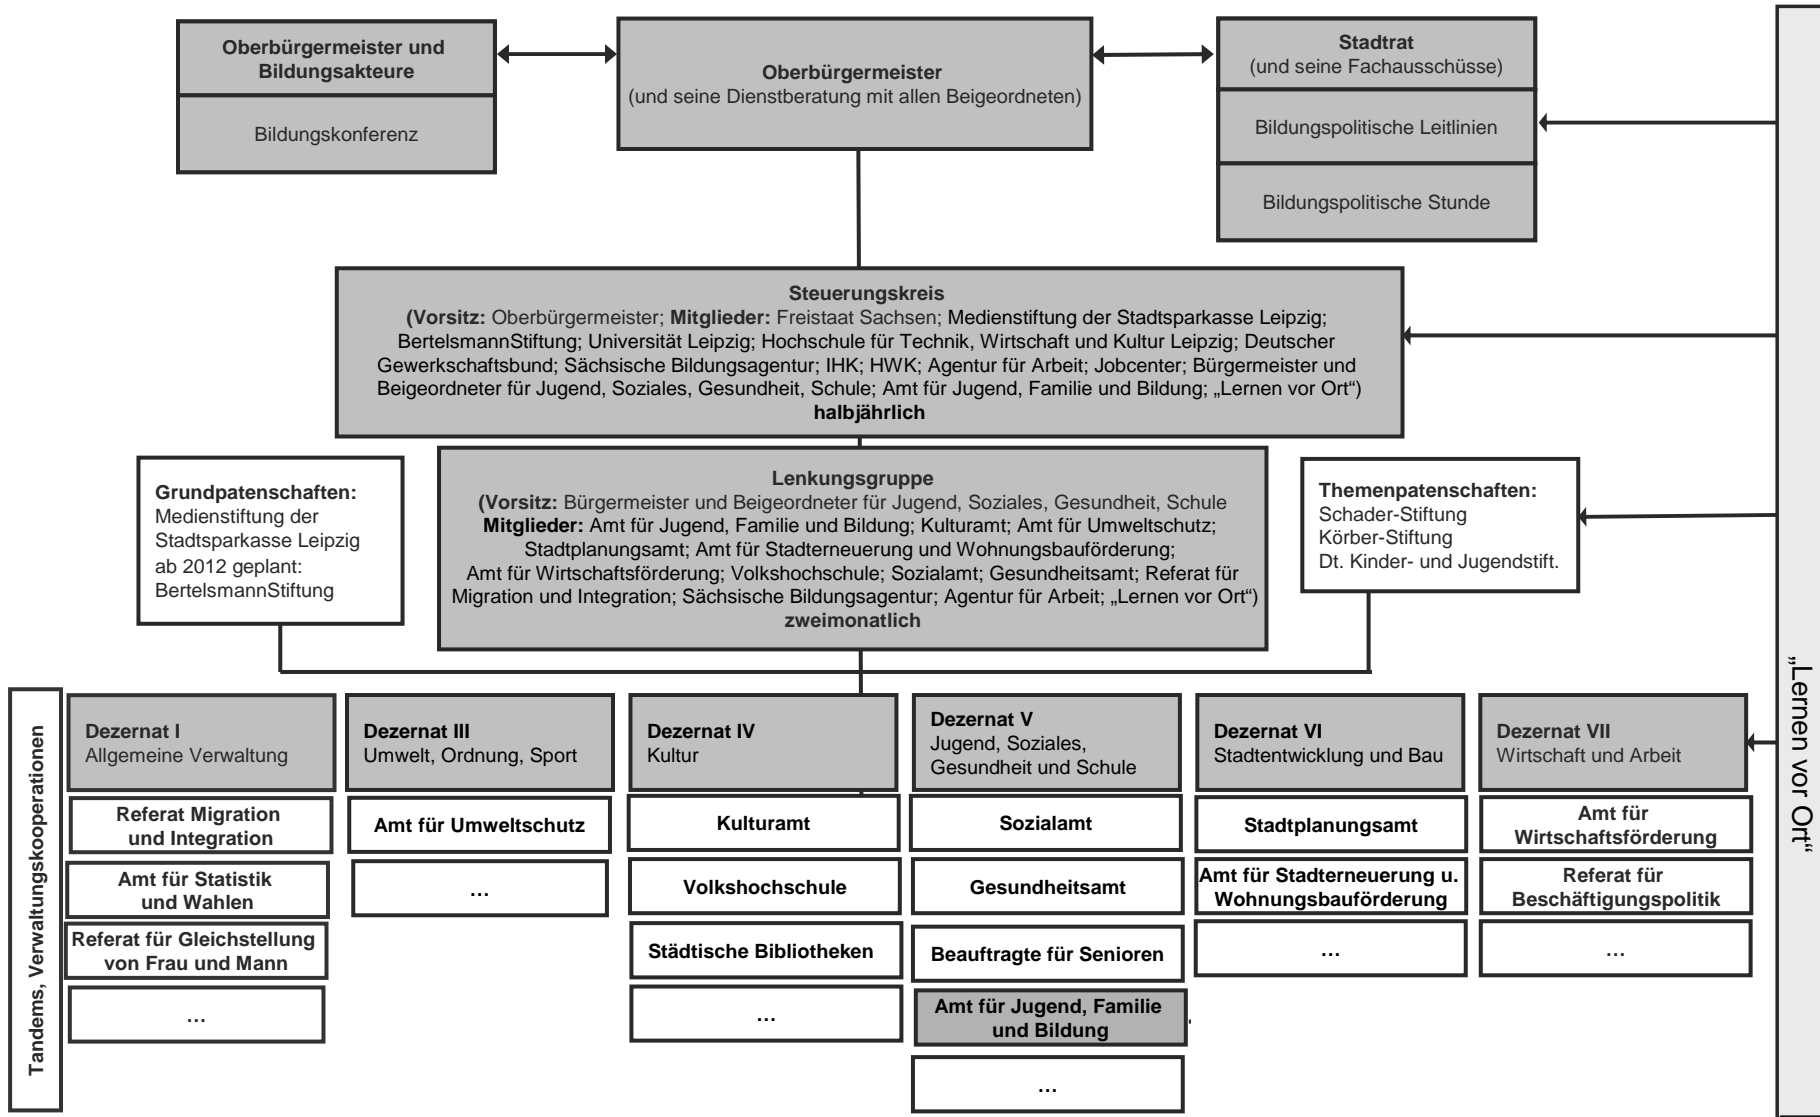 Oberbürgermeister und
Bildungsakteure
Bildungskonferenz
Oberbürgermeister
(und seine Dienstberatung mit allen Beigeordneten)
Stadtrat
(und seine Fachausschüsse)
Bildungspolitische Leitlinien
Bildungspolitische Stunde
Steuerungskreis
(Vorsitz: Oberbürgermeister; Mitglieder: Freistaat Sachsen; Medienstiftung der Stadtsparkasse Leipzig;
BertelsmannStiftung; Universität Leipzig; Hochschule für Technik, Wirtschaft und Kultur Leipzig; Deutscher
Gewerkschaftsbund; Sächsische Bildungsagentur; IHK; HWK; Agentur für Arbeit; Jobcenter; Bürgermeister und
Beigeordneter für Jugend, Soziales, Gesundheit, Schule; Amt für Jugend, Familie und Bildung; „Lernen vor Ort“)
halbjährlich
Grundpatenschaften:
Medienstiftung der
Stadtsparkasse Leipzig
ab 2012 geplant:
BertelsmannStiftung
Lenkungsgruppe
(Vorsitz: Bürgermeister und Beigeordneter für Jugend, Soziales, Gesundheit, Schule
Mitglieder: Amt für Jugend, Familie und Bildung; Kulturamt; Amt für Umweltschutz;
Stadtplanungsamt; Amt für Stadterneuerung und Wohnungsbauförderung;
Amt für Wirtschaftsförderung; Volkshochschule; Sozialamt; Gesundheitsamt; Referat für
Migration und Integration; Sächsische Bildungsagentur; Agentur für Arbeit; „Lernen vor Ort“)
zweimonatlich
Themenpatenschaften:
Schader-Stiftung
Körber-Stiftung
Dt. Kinder- und Jugendstift.
Tandems, Verwaltungskooperationen
Dezernat I
Allgemeine Verwaltung
Referat Migration
und Integration
Amt für Statistik
und Wahlen
Referat für Gleichstellung
von Frau und Mann
…
Dezernat III
Umwelt, Ordnung, Sport
Amt für Umweltschutz
…
Dezernat IV
Kultur
Kulturamt
Volkshochschule
Städtische Bibliotheken
…
Dezernat V
Jugend, Soziales,
Gesundheit und Schule
Sozialamt
Gesundheitsamt
Beauftragte für Senioren
Amt für Jugend, Familie
und Bildung
…
Dezernat VI
Stadtentwicklung und Bau
Stadtplanungsamt
Amt für Stadterneuerung u.
Wohnungsbauförderung
…
Dezernat VII
Wirtschaft und Arbeit
Amt für
Wirtschaftsförderung
Referat für
Beschäftigungspolitik
…
„Lernen vor Ort“